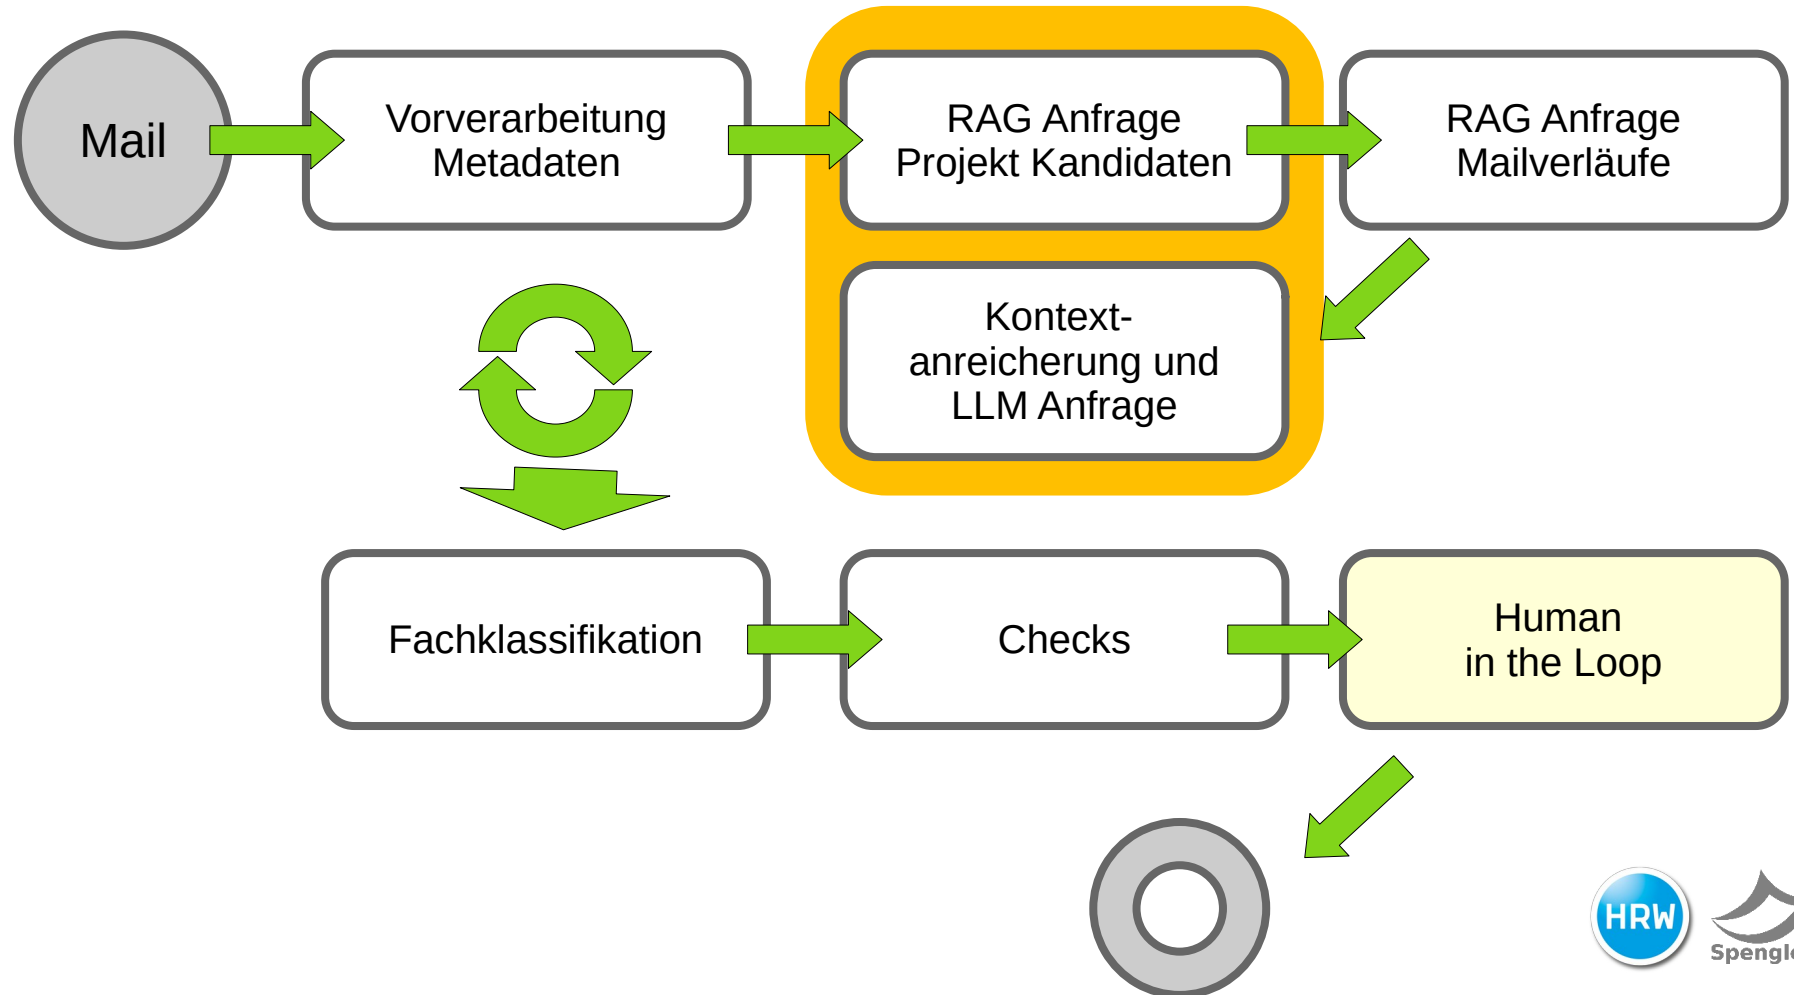 Mail
Vorverarbeitung
Metadaten
RAG Anfrage
Projekt Kandidaten
RAG Anfrage
Mailverläufe
Kontext-
anreicherung und
LLM Anfrage
Fachklassifikation
Checks
Human
in the Loop
HRW